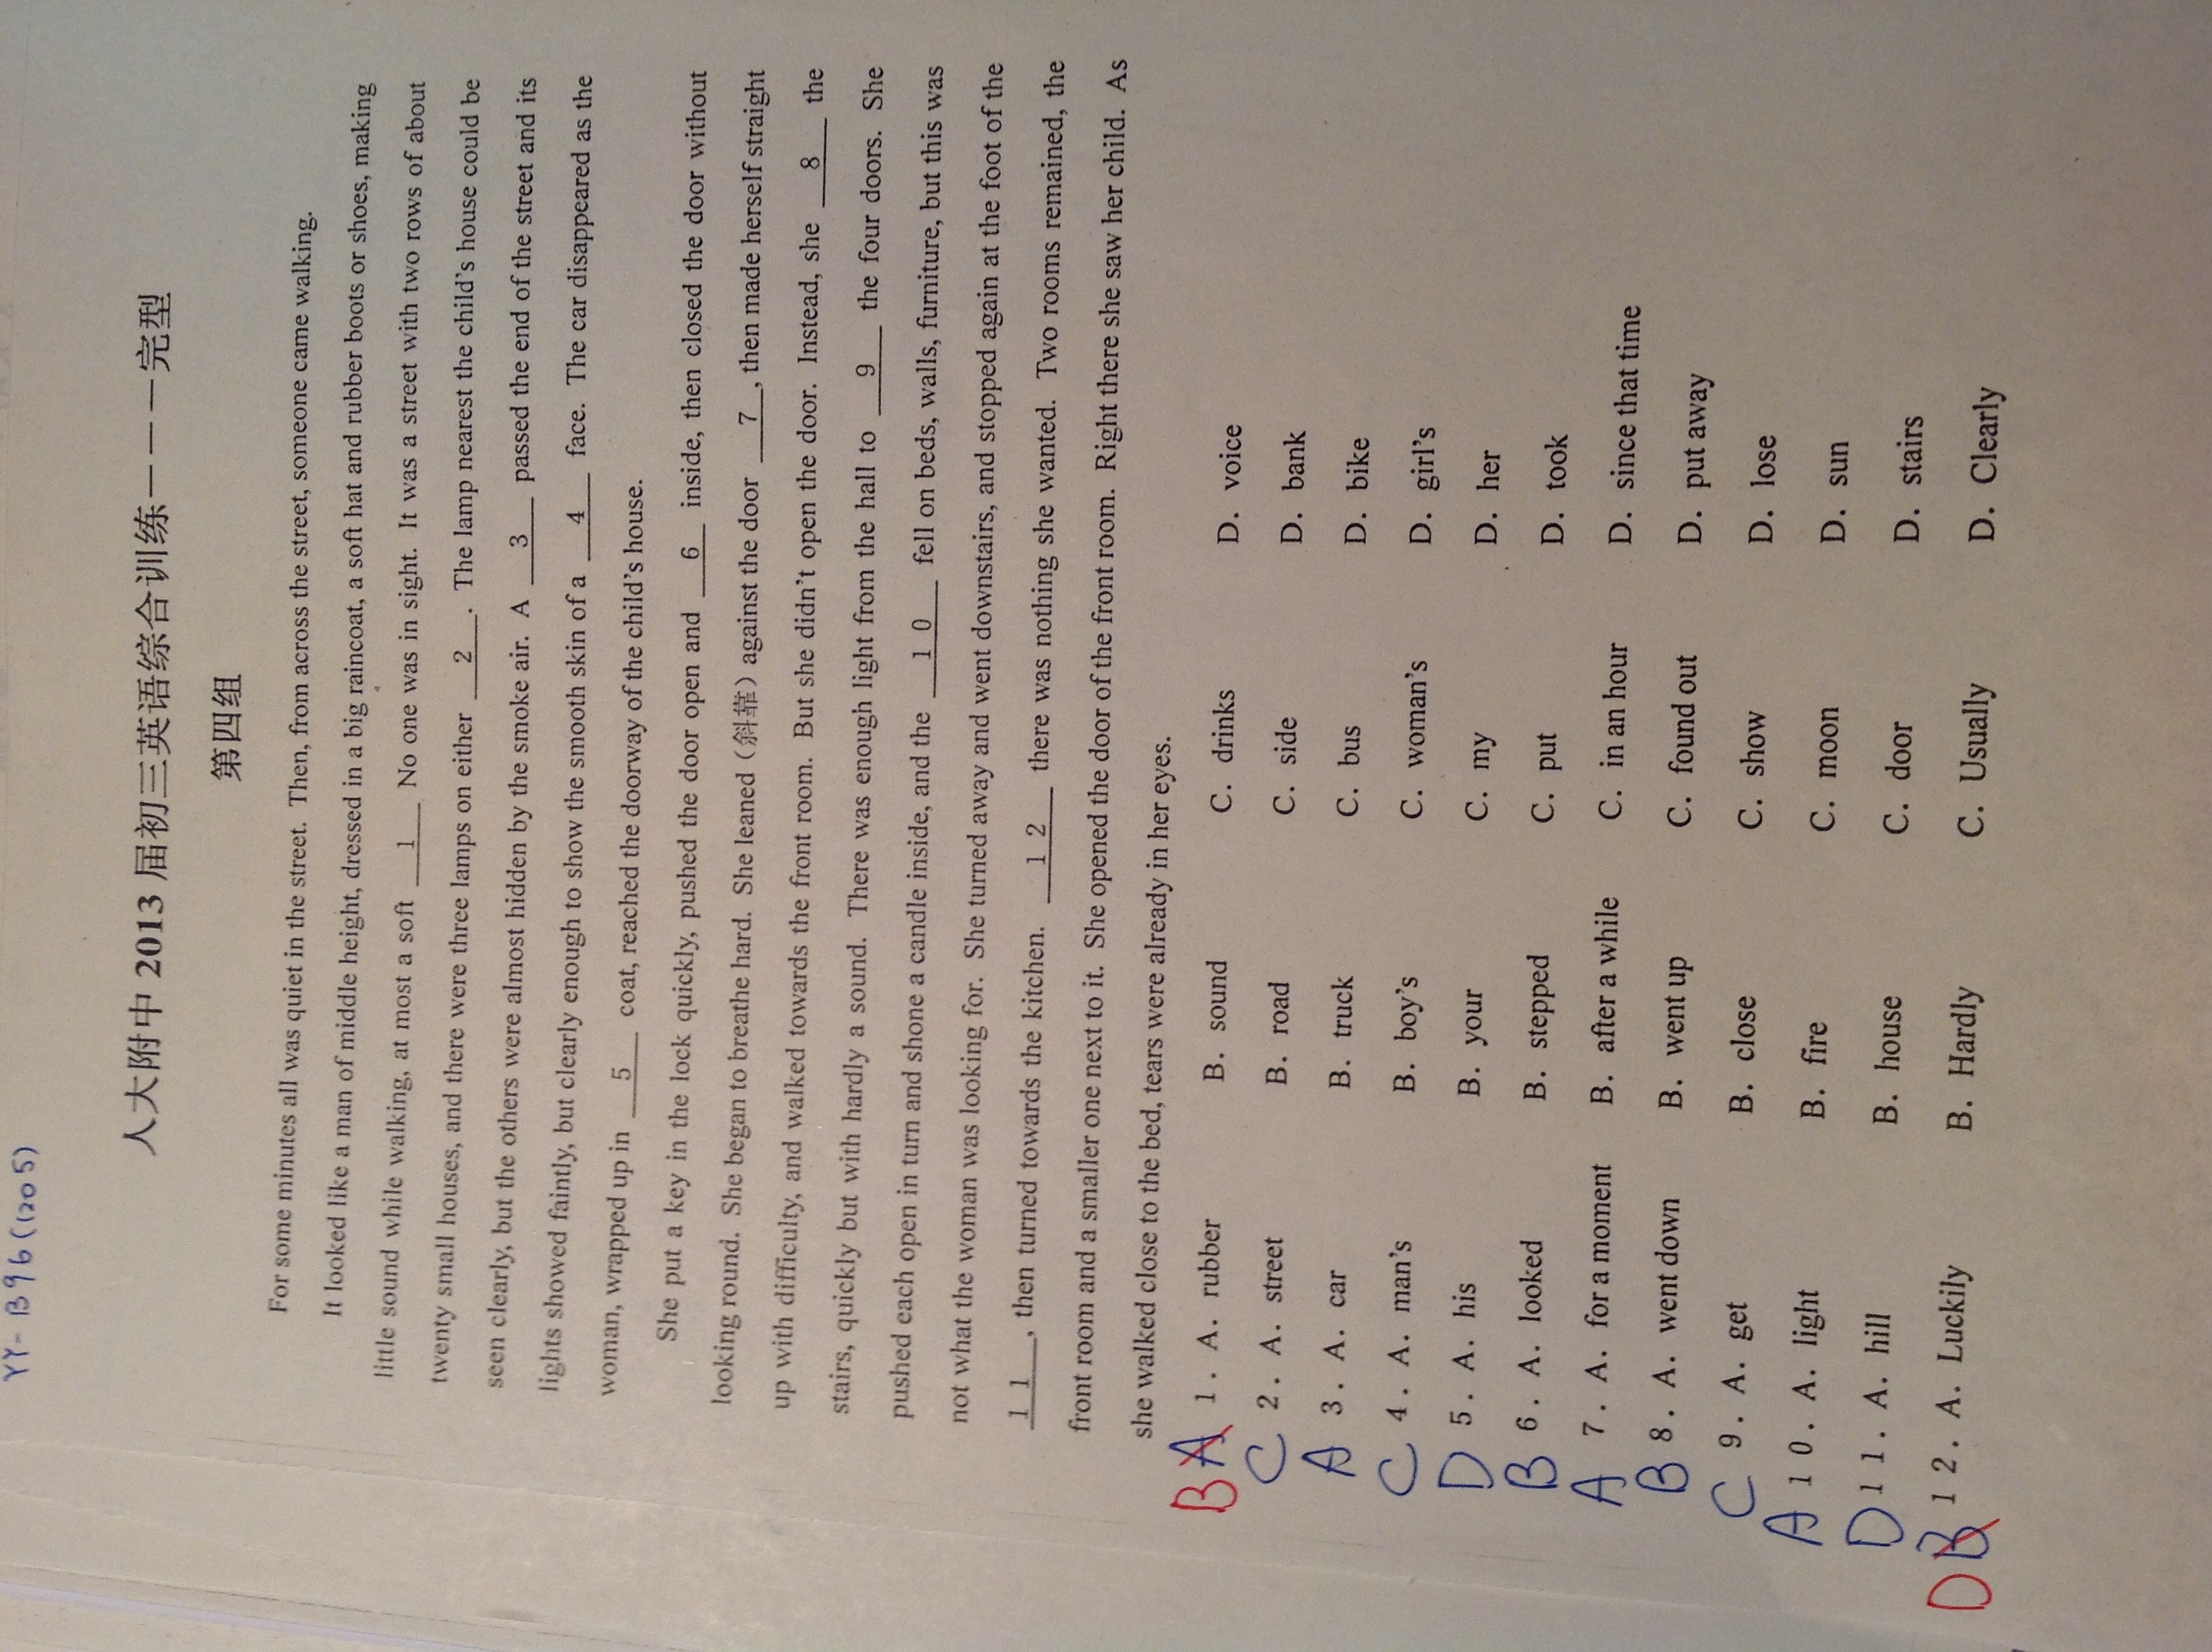 YY-B96(1205)
人大附中 2013 届初三英语综合训练－－－完型
第四组
For some minutes all was quiet in the street. Then, from across the street, someone came walking.
It looked like a man of middle height, dressed in a big raincoat, a soft hat and rubber boots or shoes, making
little sound while walking, at most a soft __1__ No one was in sight. It was a street with two rows of about
twenty small houses, and there were three lamps on either __2__. The lamp nearest the child's house could be
seen clearly, but the others were almost hidden by the smoke air. A __3__ passed the end of the street and its
lights showed faintly, but clearly enough to show the smooth skin of a __4__ face. The car disappeared as the
woman, wrapped up in __5__ coat, reached the doorway of the child's house.
She put a key in the lock quickly, pushed the door open and __6__ inside, then closed the door without
looking round. She began to breathe hard. She leaned（斜靠）against the door __7__, then made herself straight
up with difficulty, and walked towards the front room. But she didn't open the door. Instead, she __8__ the
stairs, quickly but with hardly a sound. There was enough light from the hall to __9__ the four doors. She
pushed each open in turn and shone a candle inside, and the __10__ fell on beds, walls, furniture, but this was
not what the woman was looking for. She turned away and went downstairs, and stopped again at the foot of the
__11__, then turned towards the kitchen. __12__ there was nothing she wanted. Two rooms remained, the
front room and a smaller one next to it. She opened the door of the front room. Right there she saw her child. As
she walked close to the bed, tears were already in her eyes.
B A 1. A. rubber B. sound C. drinks D. voice
C 2. A. street B. road C. side D. bank
A 3. A. car B. truck C. bus D. bike
C 4. A. man's B. boy's C. woman's D. girl's
D 5. A. his B. your C. my D. her
B 6. A. looked B. stepped C. put D. took
A 7. A. for a moment B. after a while C. in an hour D. since that time
B 8. A. went down B. went up C. found out D. put away
C 9. A. get B. close C. show D. lose
A 10. A. light B. fire C. moon D. sun
D 11. A. hill B. house C. door D. stairs
D B 12. A. Luckily B. Hardly C. Usually D. Clearly